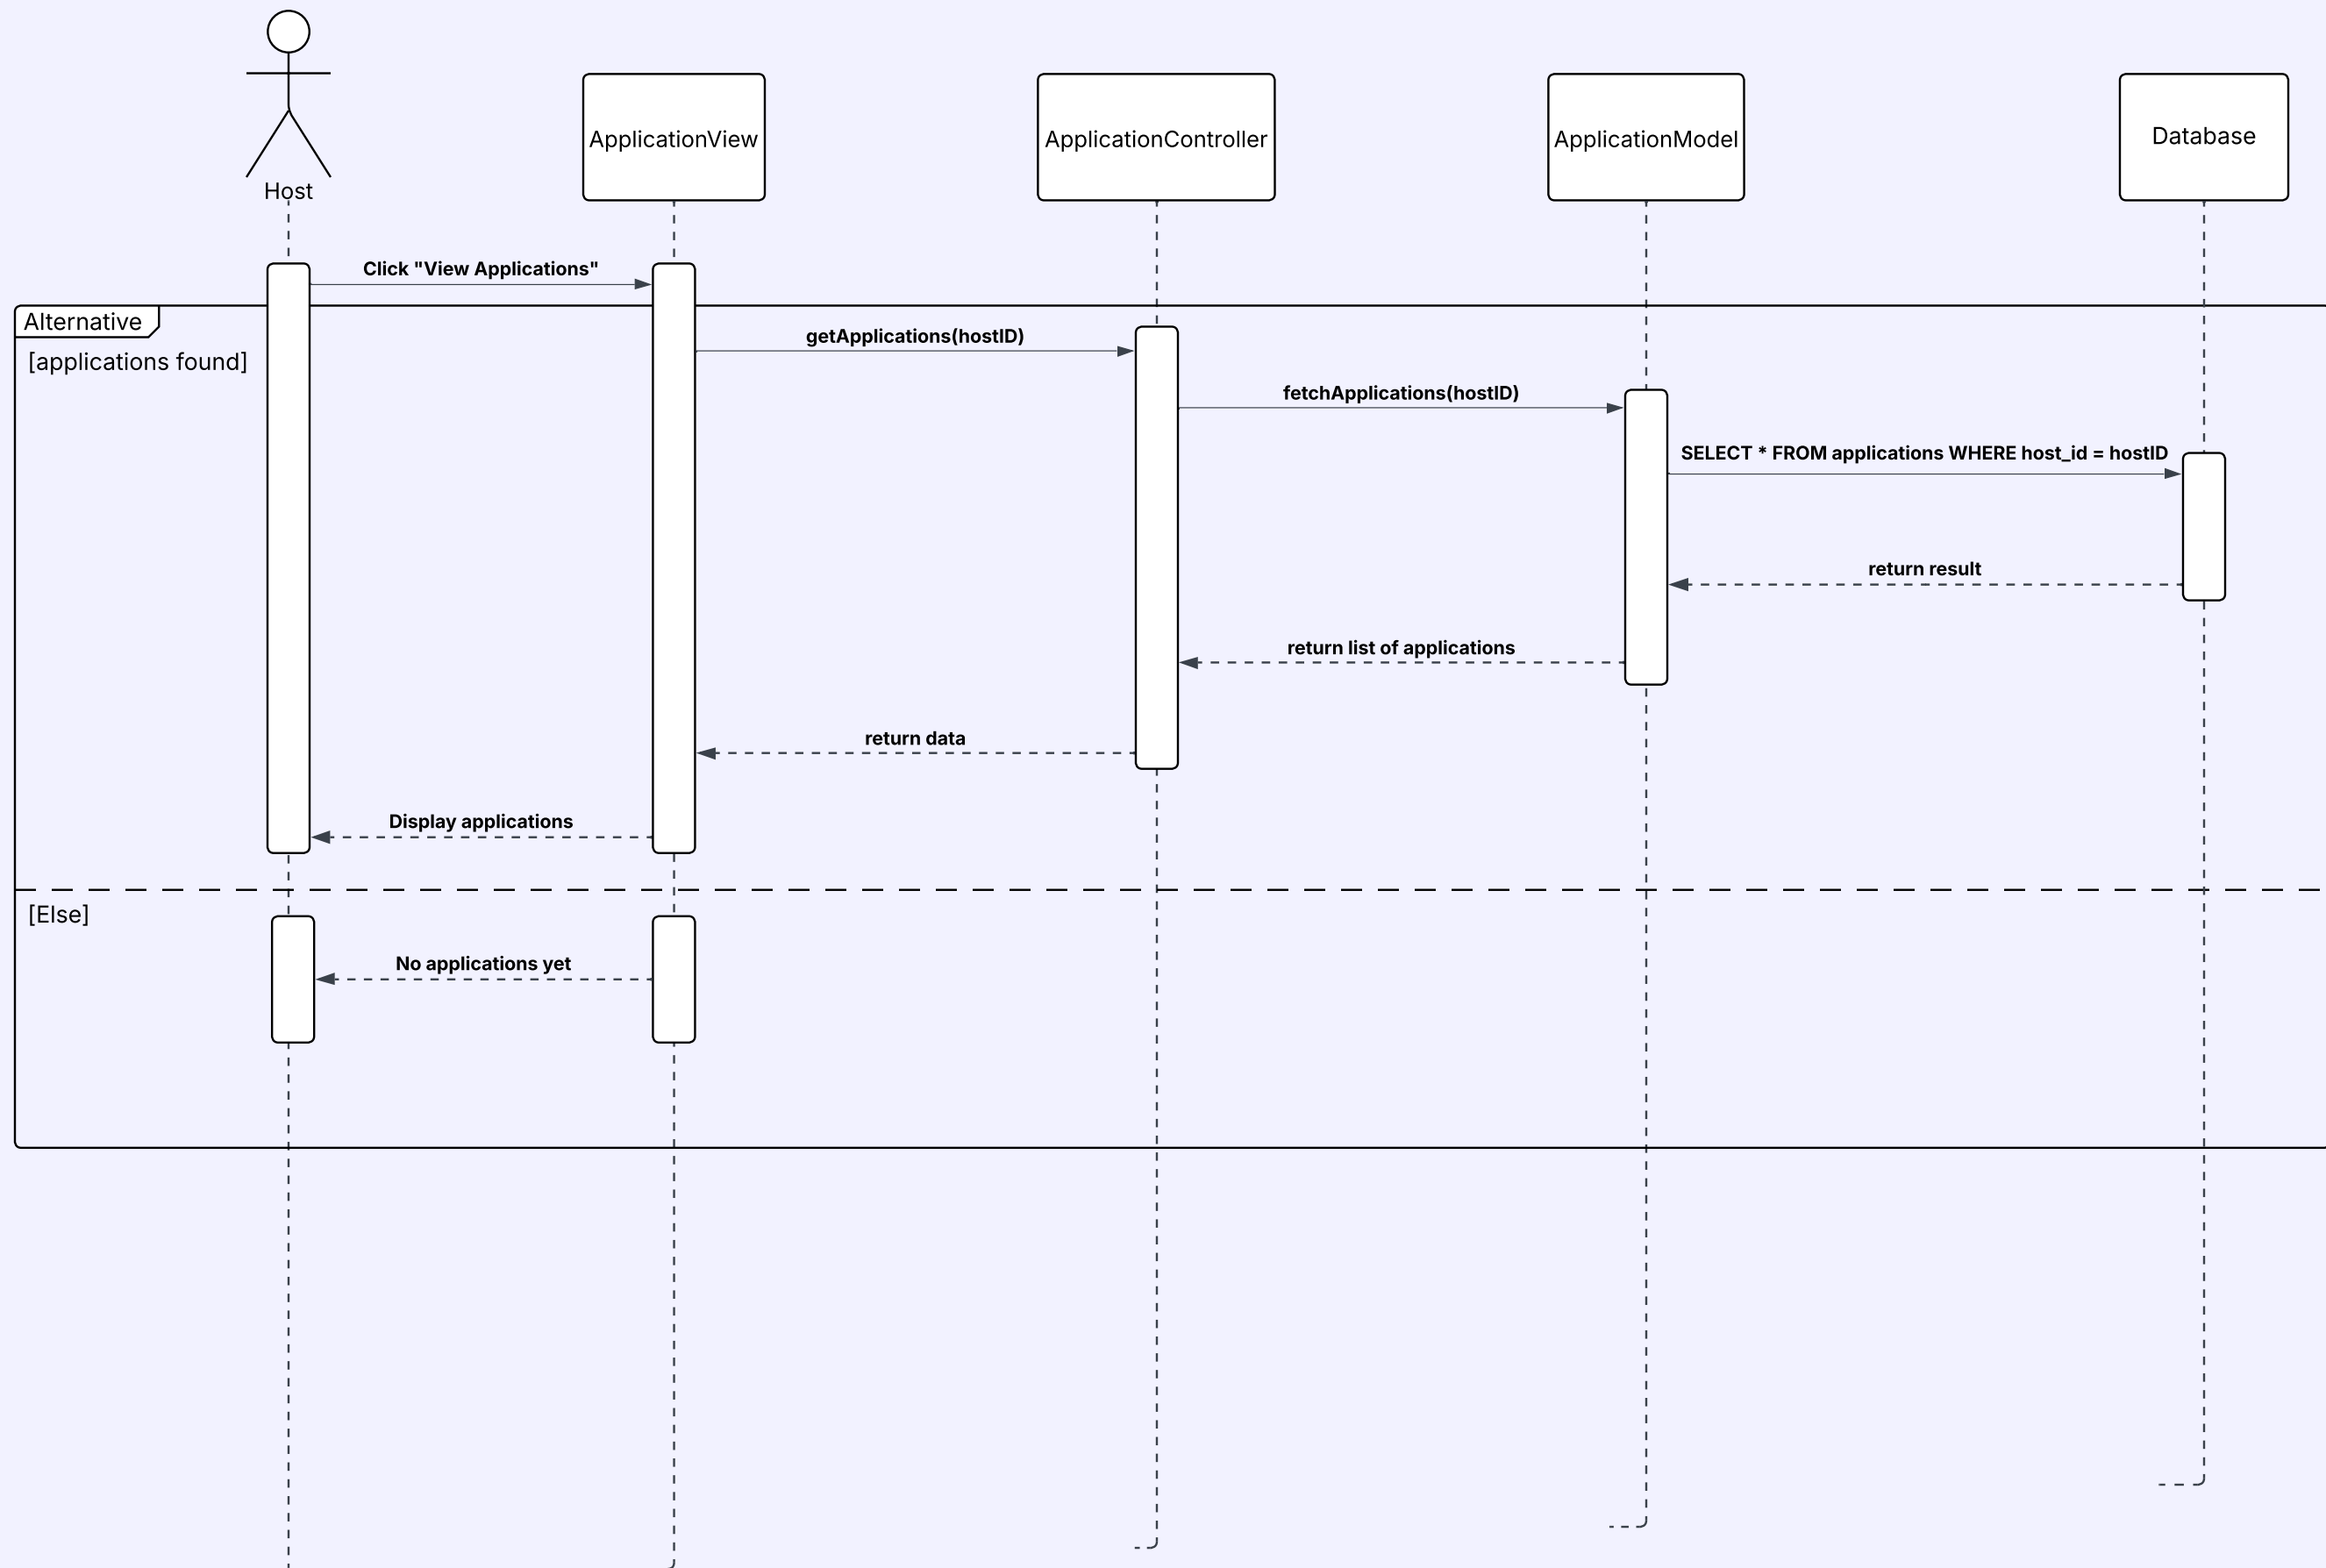 Host
ApplicationView
ApplicationController
ApplicationModel
Database
Click "View Applications"
Alternative
[applications found]
getApplications(hostID)
fetchApplications(hostID)
SELECT * FROM applications WHERE host_id = hostID
return result
return list of applications
return data
Display applications
[Else]
No applications yet